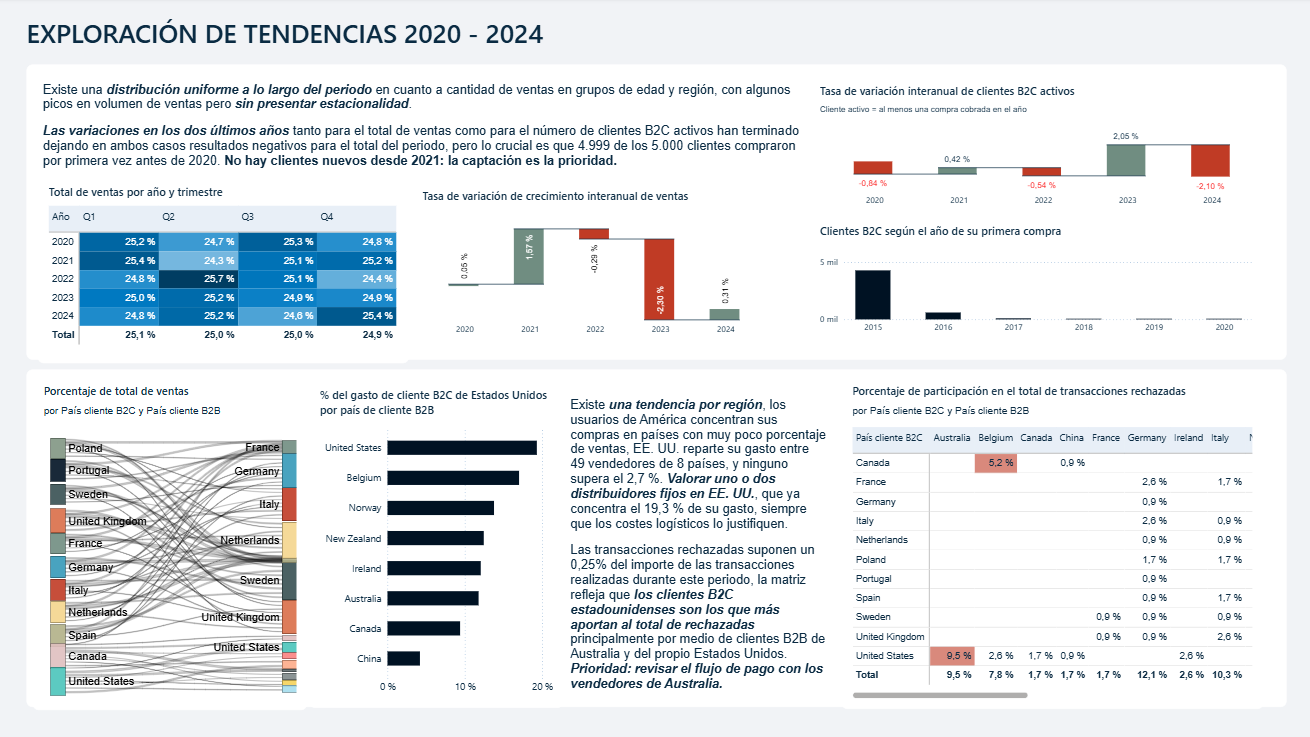 EXPLORACIÓN DE TENDENCIAS 2020 - 2024
Existe una distribución uniforme a lo largo del periodo en cuanto a cantidad de ventas en grupos de edad y región, con algunos
picos en volumen de ventas pero sin presentar estacionalidad.
Las variaciones en los dos últimos años tanto para el total de ventas como para el número de clientes B2C activos han terminado
dejando en ambos casos resultados negativos para el total del periodo, pero lo crucial es que 4.999 de los 5.000 clientes compraron
por primera vez antes de 2020. No hay clientes nuevos desde 2021: la captación es la prioridad.
Total de ventas por año y trimestre
Año Q1 Q2 Q3 Q4
2020 25,2 % 24,7 % 25,3 % 24,8 %
2021 25,4 % 24,3 % 25,1 % 25,2 %
2022 24,8 % 25,7 % 25,1 % 24,4 %
2023 25,0 % 25,2 % 24,9 % 24,9 %
2024 24,8 % 25,2 % 24,6 % 25,4 %
Total 25,1 % 25,0 % 25,0 % 24,9 %
Tasa de variación de crecimiento interanual de ventas
0,05 % 1,57 % -0,29 % -2,30 % 0,31 %
2020 2021 2022 2023 2024
Tasa de variación interanual de clientes B2C activos
Cliente activo = al menos una compra cobrada en el año
-0,84 % 0,42 % -0,54 % 2,05 % -2,10 %
2020 2021 2022 2023 2024
Clientes B2C según el año de su primera compra
5 mil
0 mil
2015 2016 2017 2018 2019 2020
Porcentaje de total de ventas
por País cliente B2C y País cliente B2B
Poland
Portugal
Sweden
United Kingdom
France
Germany
Italy
Netherlands
Spain
Canada
United States
France
Germany
Italy
Netherlands
Sweden
United Kingdom
United States
% del gasto de cliente B2C de Estados Unidos
por país de cliente B2B
United States
Belgium
Norway
New Zealand
Ireland
Australia
Canada
China
0 % 10 % 20 %
Existe una tendencia por región, los
usuarios de América concentran sus
compras en países con muy poco porcentaje
de ventas, EE. UU. reparte su gasto entre
49 vendedores de 8 países, y ninguno
supera el 2,7 %. Valorar uno o dos
distribuidores fijos en EE. UU., que ya
concentra el 19,3 % de su gasto, siempre
que los costes logísticos lo justifiquen.
Las transacciones rechazadas suponen un
0,25% del importe de las transacciones
realizadas durante este periodo, la matriz
refleja que los clientes B2C
estadounidenses son los que más
aportan al total de rechazadas
principalmente por medio de clientes B2B de
Australia y del propio Estados Unidos.
Prioridad: revisar el flujo de pago con los
vendedores de Australia.
Porcentaje de participación en el total de transacciones rechazadas
por País cliente B2C y País cliente B2B
País cliente B2C Australia Belgium Canada China France Germany Ireland Italy
Canada 5,2 % 0,9 %
France 2,6 % 1,7 %
Germany 0,9 %
Italy 2,6 % 0,9 %
Netherlands 0,9 % 0,9 %
Poland 1,7 % 1,7 %
Portugal 0,9 %
Spain 0,9 % 1,7 %
Sweden 0,9 % 0,9 % 0,9 %
United Kingdom 0,9 % 0,9 % 2,6 %
United States 9,5 % 2,6 % 1,7 % 0,9 % 2,6 %
Total 9,5 % 7,8 % 1,7 % 1,7 % 1,7 % 12,1 % 2,6 % 10,3 %